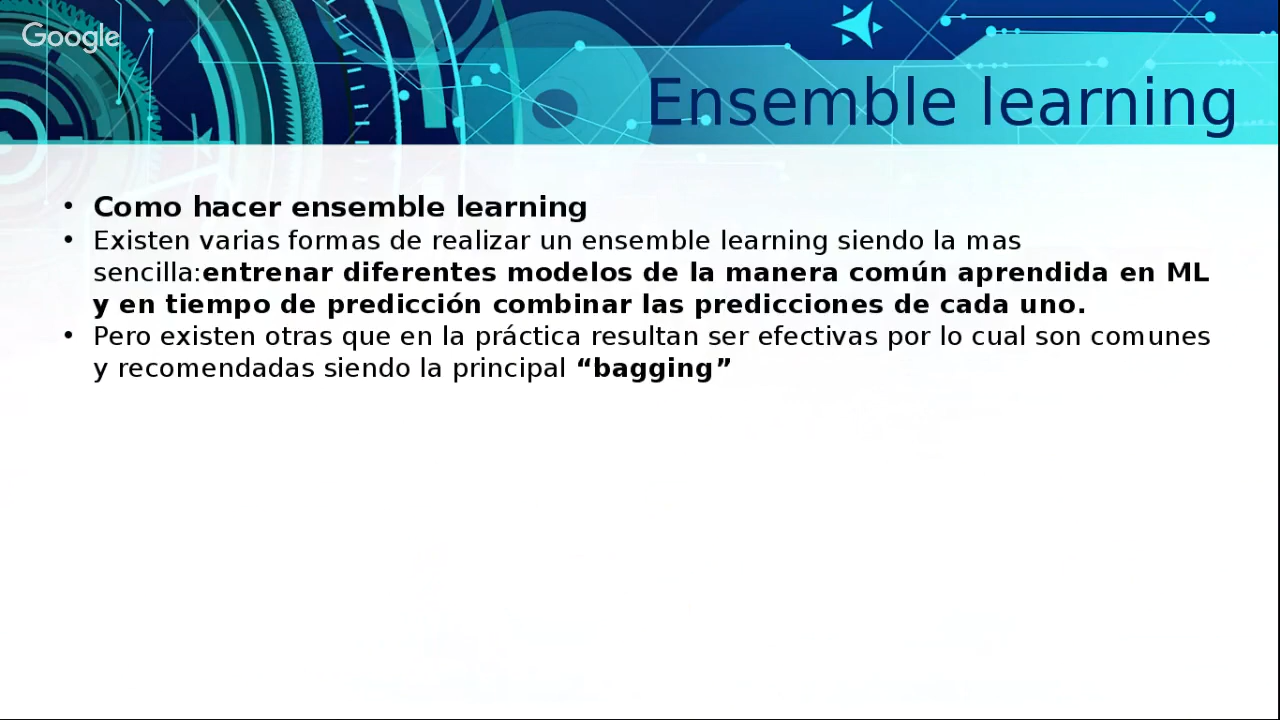 Google
Ensemble learning
• Como hacer ensemble learning
• Existen varias formas de realizar un ensemble learning siendo la mas
sencilla:entrenar diferentes modelos de la manera común aprendida en ML
y en tiempo de predicción combinar las predicciones de cada uno.
• Pero existen otras que en la práctica resultan ser efectivas por lo cual son comunes
y recomendadas siendo la principal “bagging”